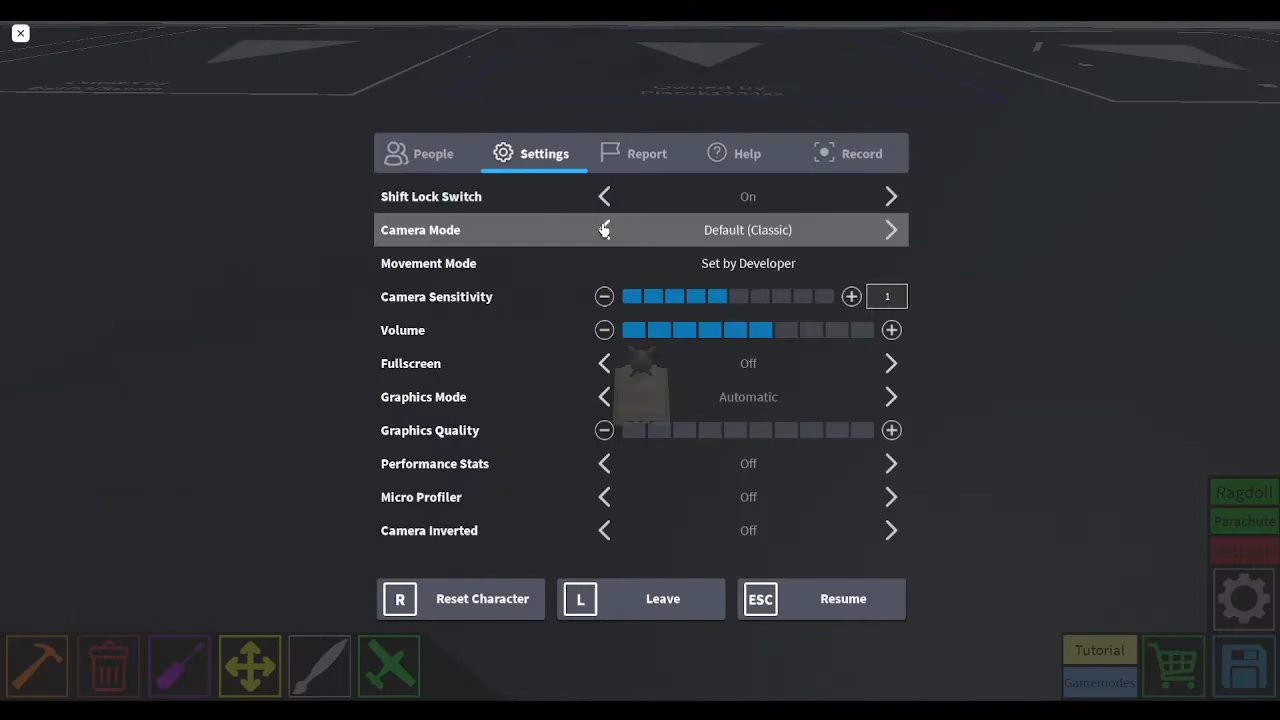 Owned by
People
Settings
Report
Help
Record
Shift Lock Switch
On
Camera Mode
Default (Classic)
Movement Mode
Set by Developer
Camera Sensitivity
1
Volume
Fullscreen
Off
Graphics Mode
Automatic
Graphics Quality
Performance Stats
Off
Micro Profiler
Off
Camera Inverted
Off
Ragdoll
Parachute
R
Reset Character
L
Leave
ESC
Resume
Tutorial
Gamemodes